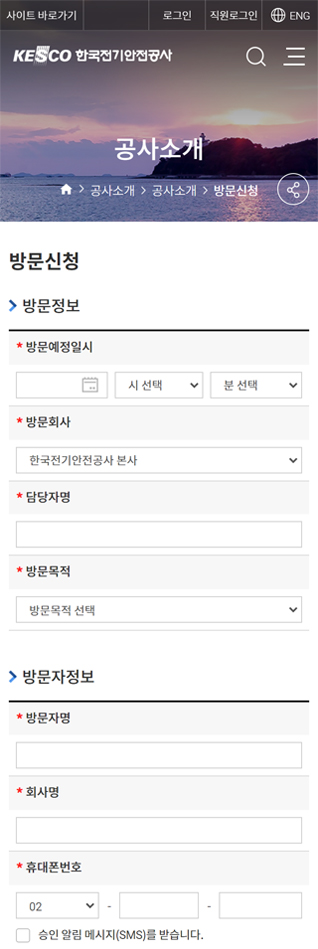 사이트 바로가기 로그인 직원로그인 ENG
KESCO 한국전기안전공사
공사소개
공사소개 > 공사소개 > 방문신청
방문신청
방문정보
* 방문예정일시
시 선택 분 선택
* 방문회사
한국전기안전공사 본사
* 담당자명
* 방문목적
방문목적 선택
방문자정보
* 방문자명
* 회사명
* 휴대폰번호
02 - -
승인 알림 메시지(SMS)를 받습니다.